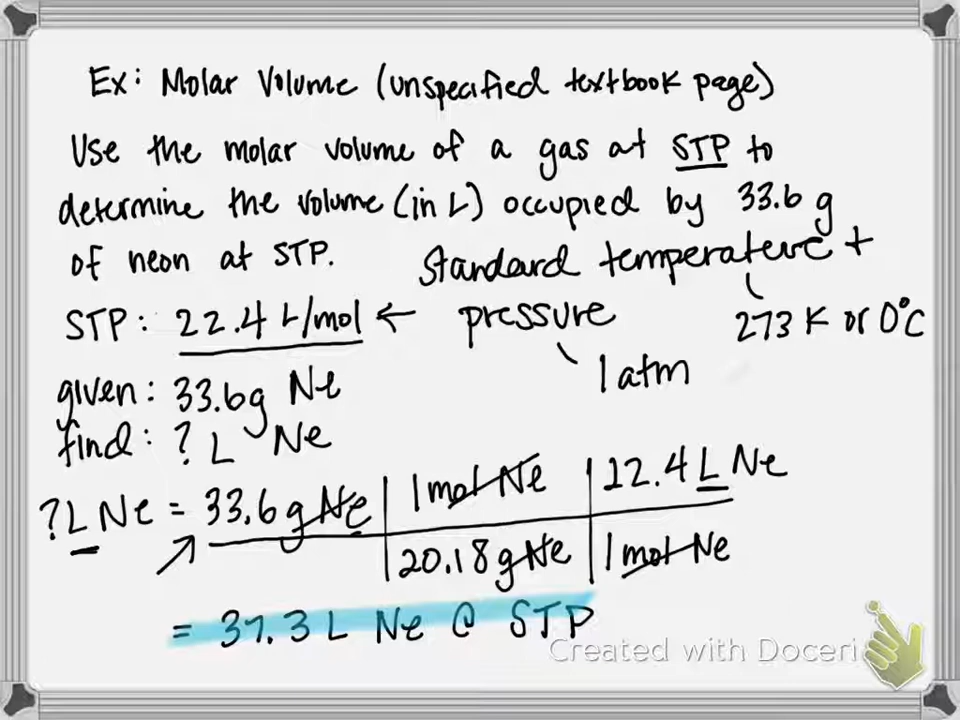 Ex: Molar Volume (unspecified textbook page)
Use the molar volume of a gas at STP to
determine the volume (in L) occupied by 33.6 g
of neon at STP.
Standard temperature +
pressure
273 K or 0°C
1 atm
STP: 22.4 L/mol ←
given: 33.6g Ne
find: ? L Ne
? L Ne = 33.6 g Ne | 1 mol Ne | 22.4 L Ne
20.18 g Ne | 1 mol Ne
= 37.3 L Ne @ STP
Created with Doceri